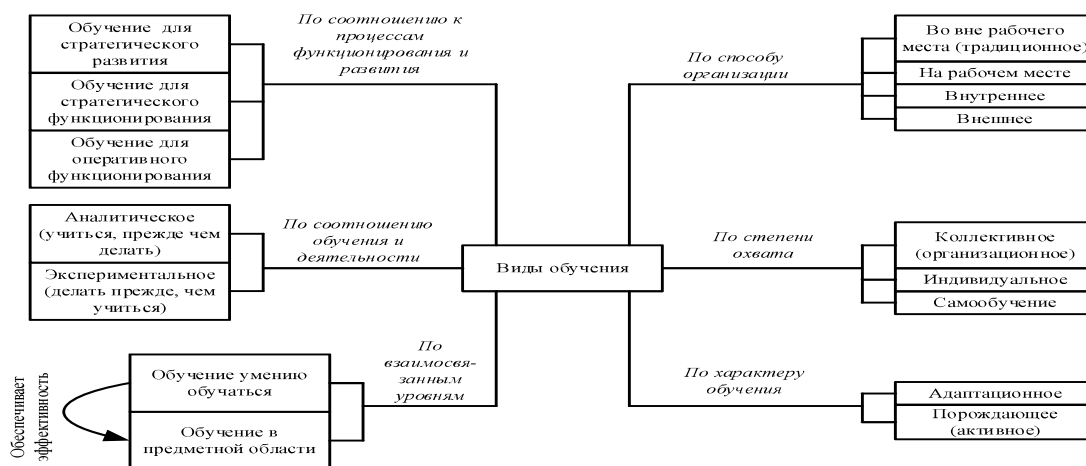 Обучение для
стратегического
развития
Обучение для
стратегического
функционирования
Обучение для
оперативного
функционирования
По соотношению к
процессам
функционирования и
развития
Аналитическое
(учиться, прежде чем
делать)
Экспериментальное
(делать прежде, чем
учиться)
По соотношению
обучения и
деятельности
Обеспечивает
эффективность
Обучение умению
обучаться
Обучение в
предметной области
По
взаимосвя-
занным
уровням
Виды обучения
По способу
организации
Во вне рабочего
места (традиционное)
На рабочем месте
Внутреннее
Внешнее
По степени
охвата
Коллективное
(организационное)
Индивидуальное
Самообучение
По характеру
обучения
Адаптационное
Порождающее
(активное)